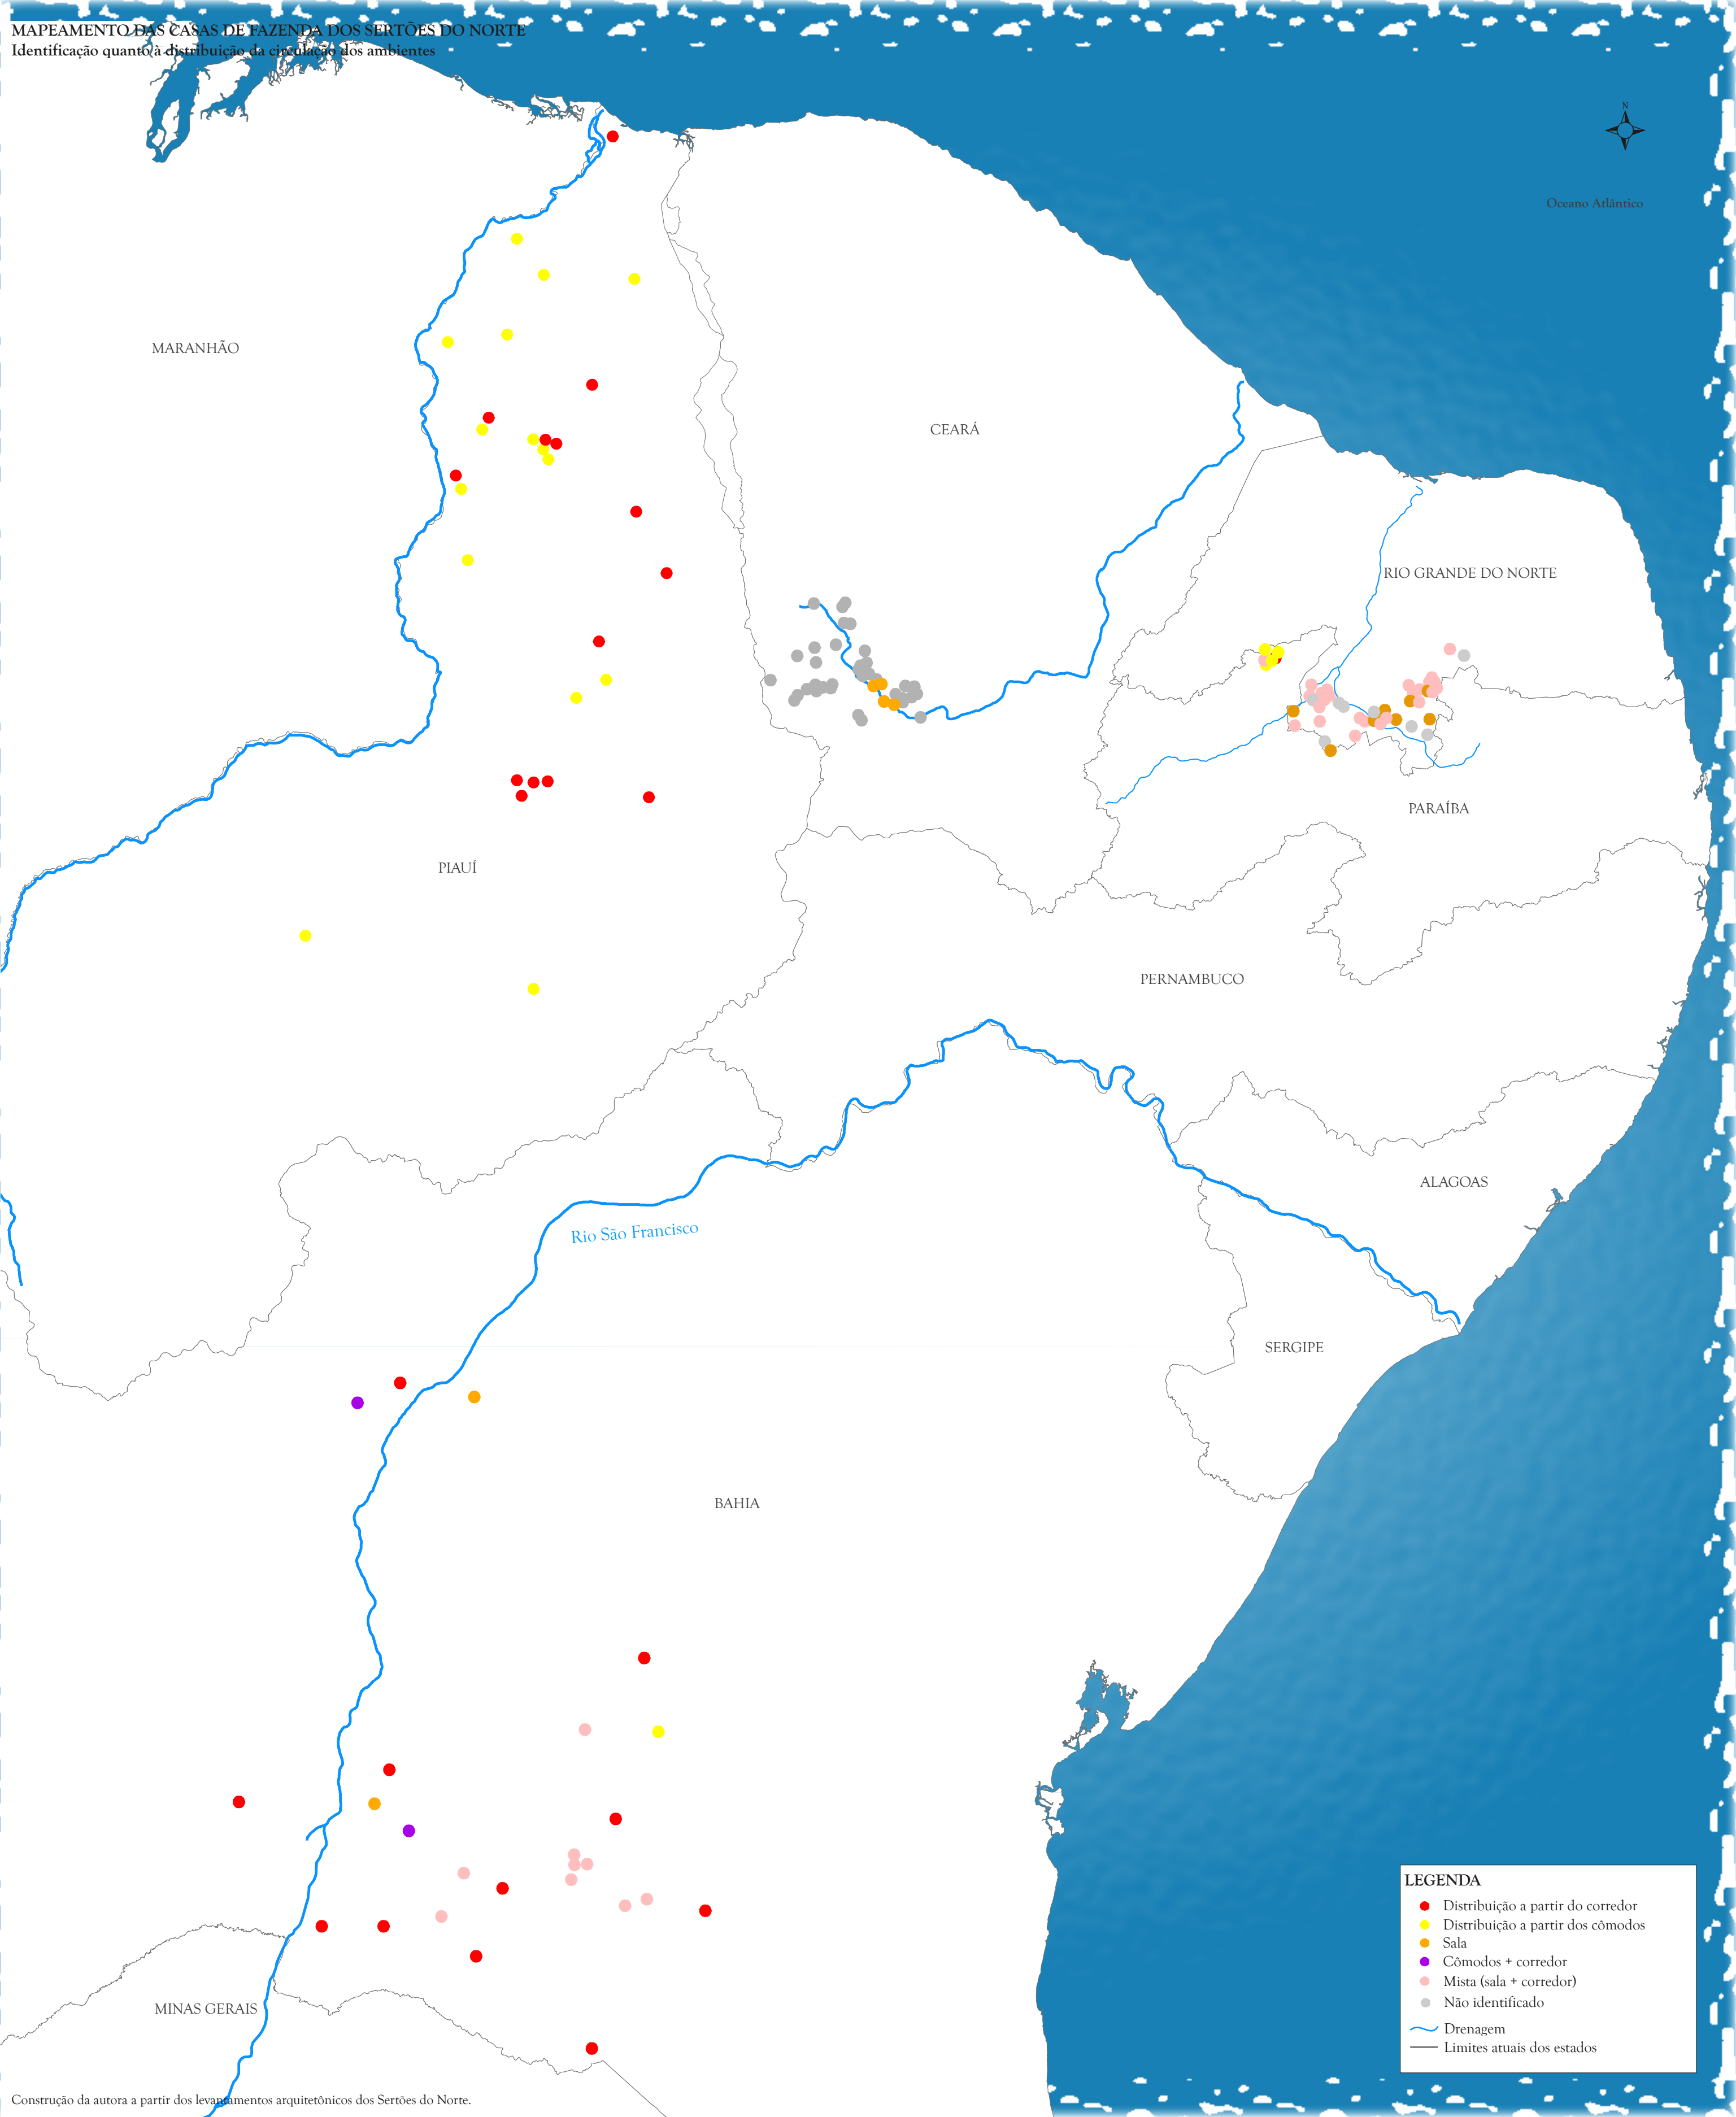 MAPEAMENTO DAS CASAS DE FAZENDA DOS SERTÕES DO NORTE
Identificação quanto à distribuição da circulação dos ambientes
N
Oceano Atlântico
MARANHÃO
CEARÁ
RIO GRANDE DO NORTE
PARAÍBA
PIAUÍ
PERNAMBUCO
ALAGOAS
Rio São Francisco
SERGIPE
BAHIA
MINAS GERAIS
LEGENDA
Distribuição a partir do corredor
Distribuição a partir dos cômodos
Sala
Cômodos + corredor
Mista (sala + corredor)
Não identificado
Drenagem
Limites atuais dos estados
Construção da autora a partir dos levantamentos arquitetônicos dos Sertões do Norte.